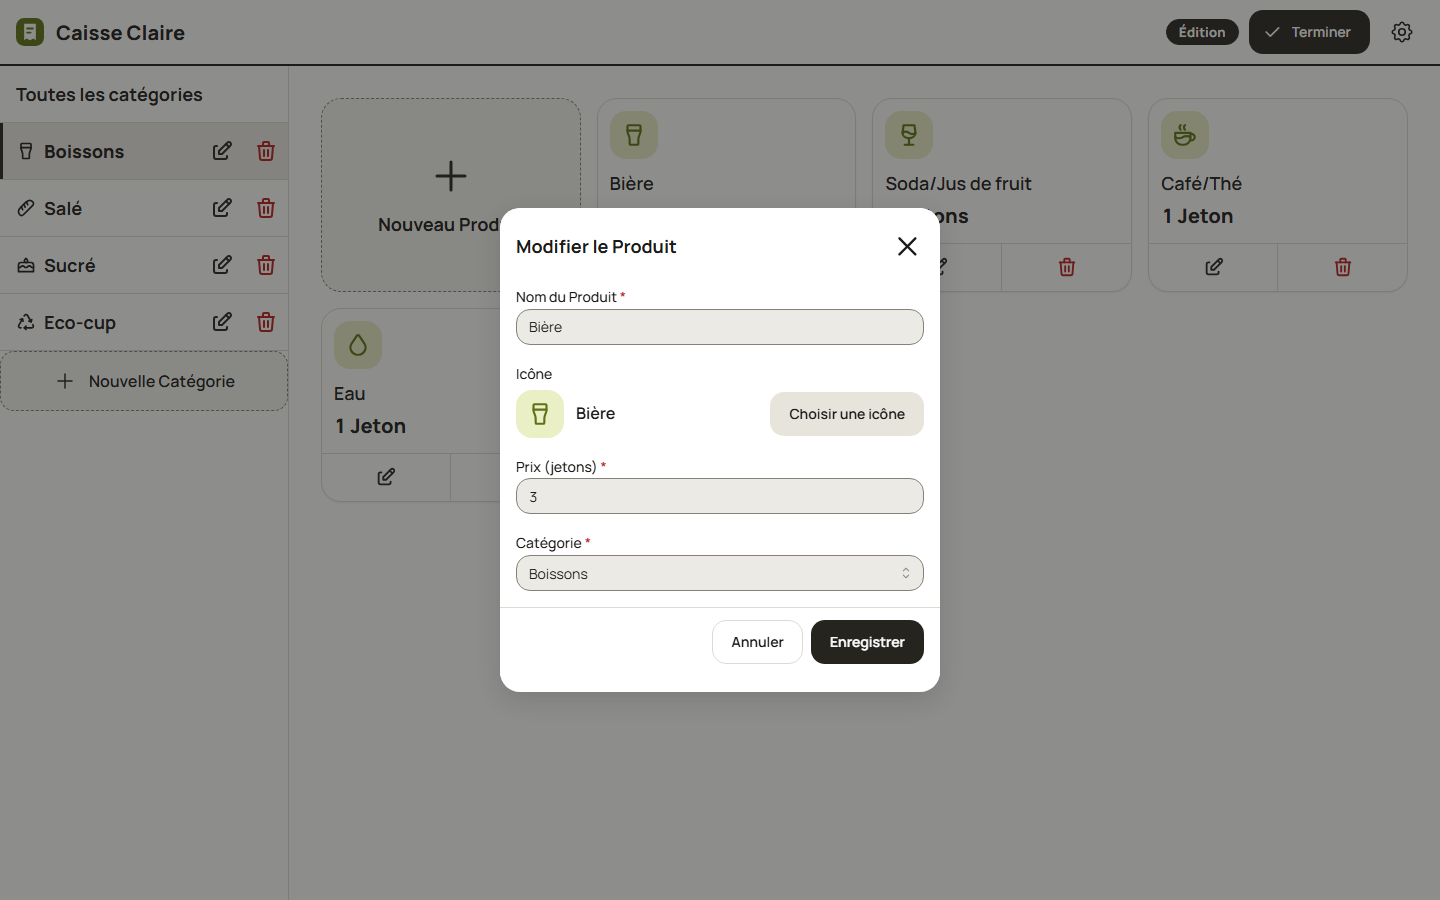 Caisse Claire
Édition
Terminer
Toutes les catégories
Boissons
Salé
Sucré
Eco-cup
Nouvelle Catégorie
Nouveau
Bière
Soda/Jus de fruit
Café/Thé
1 Jeton
Eau
1 Jeton
Modifier le Produit
Nom du Produit *
Bière
Icône
Bière
Choisir une icône
Prix (jetons) *
3
Catégorie *
Boissons
Annuler
Enregistrer